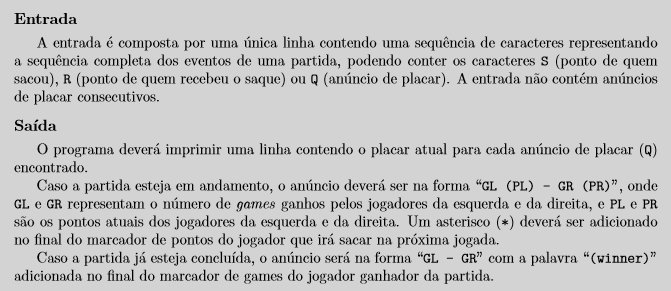 Entrada
A entrada é composta por uma única linha contendo uma sequência de caracteres representando
a sequência completa dos eventos de uma partida, podendo conter os caracteres S (ponto de quem
sacou), R (ponto de quem recebeu o saque) ou Q (anúncio de placar). A entrada não contém anúncios
de placar consecutivos.
Saída
O programa deverá imprimir uma linha contendo o placar atual para cada anúncio de placar (Q)
encontrado.
Caso a partida esteja em andamento, o anúncio deverá ser na forma “GL (PL) - GR (PR)”, onde
GL e GR representam o número de games ganhos pelos jogadores da esquerda e da direita, e PL e PR
são os pontos atuais dos jogadores da esquerda e da direita. Um asterisco (*) deverá ser adicionado
no final do marcador de pontos do jogador que irá sacar na próxima jogada.
Caso a partida já esteja concluída, o anúncio será na forma “GL - GR” com a palavra “(winner)”
adicionada no final do marcador de games do jogador ganhador da partida.